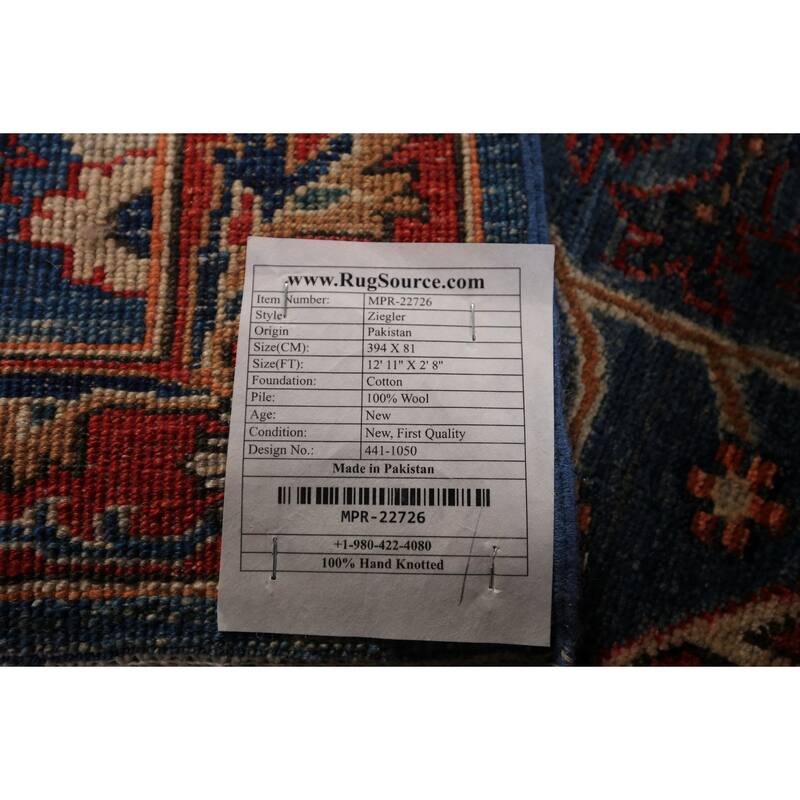 www.RugSource.com
Item Number: MPR-22726
Style Ziegler
Origin Pakistan
Size(CM): 394 X 81
Size(FT): 12' 11" X 2' 8"
Foundation: Cotton
Pile: 100% Wool
Age: New
Condition: New, First Quality
Design No.: 441-1050
Made in Pakistan
MPR-22726
+1-980-422-4080
100% Hand Knotted